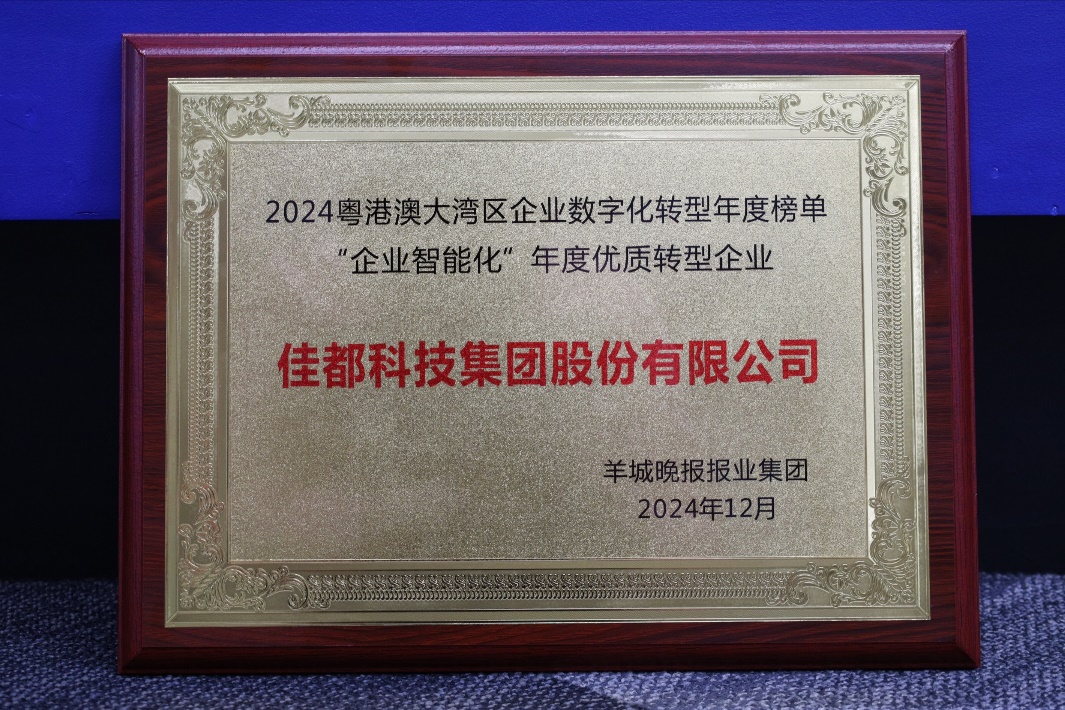 2024粤港澳大湾区企业数字化转型年度榜单
“企业智能化”年度优质转型企业
佳都科技集团股份有限公司
羊城晚报报业集团
2024年12月